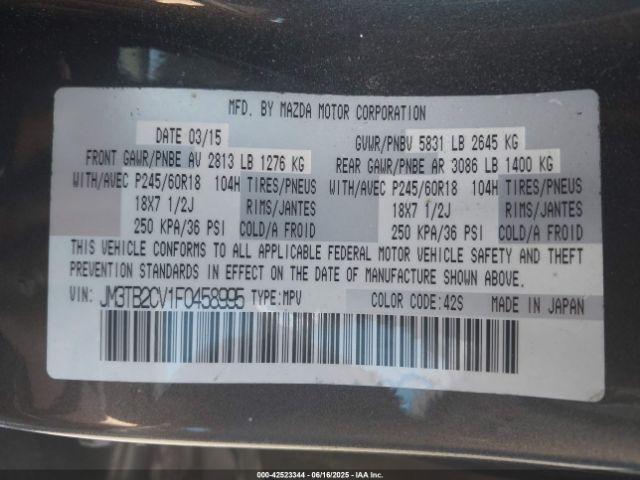 MFD. BY MAZDA MOTOR CORPORATION
DATE 03/15 GVWR/PNBV 5831 LB 2645 KG
FRONT GAWR/PNBE AV 2813 LB 1276 KG REAR GAWR/PNBE AR 3086 LB 1400 KG
WITH/AVEC P245/60R18 104H TIRES/PNEUS WITH/AVEC P245/60R18 104H TIRES/PNEUS
18X7 1/2J RIMS/JANTES 18X7 1/2J RIMS/JANTES
250 KPA/36 PSI COLD/A FROID 250 KPA/36 PSI COLD/A FROID
THIS VEHICLE CONFORMS TO ALL APPLICABLE FEDERAL MOTOR VEHICLE SAFETY AND THEFT
PREVENTION STANDARDS IN EFFECT ON THE DATE OF MANUFACTURE SHOWN ABOVE.
VIN: JM3TB2CV1F0458995 TYPE:MPV COLOR CODE:42S MADE IN JAPAN
000-42523344 / 06/16/2025 / IAA Inc.